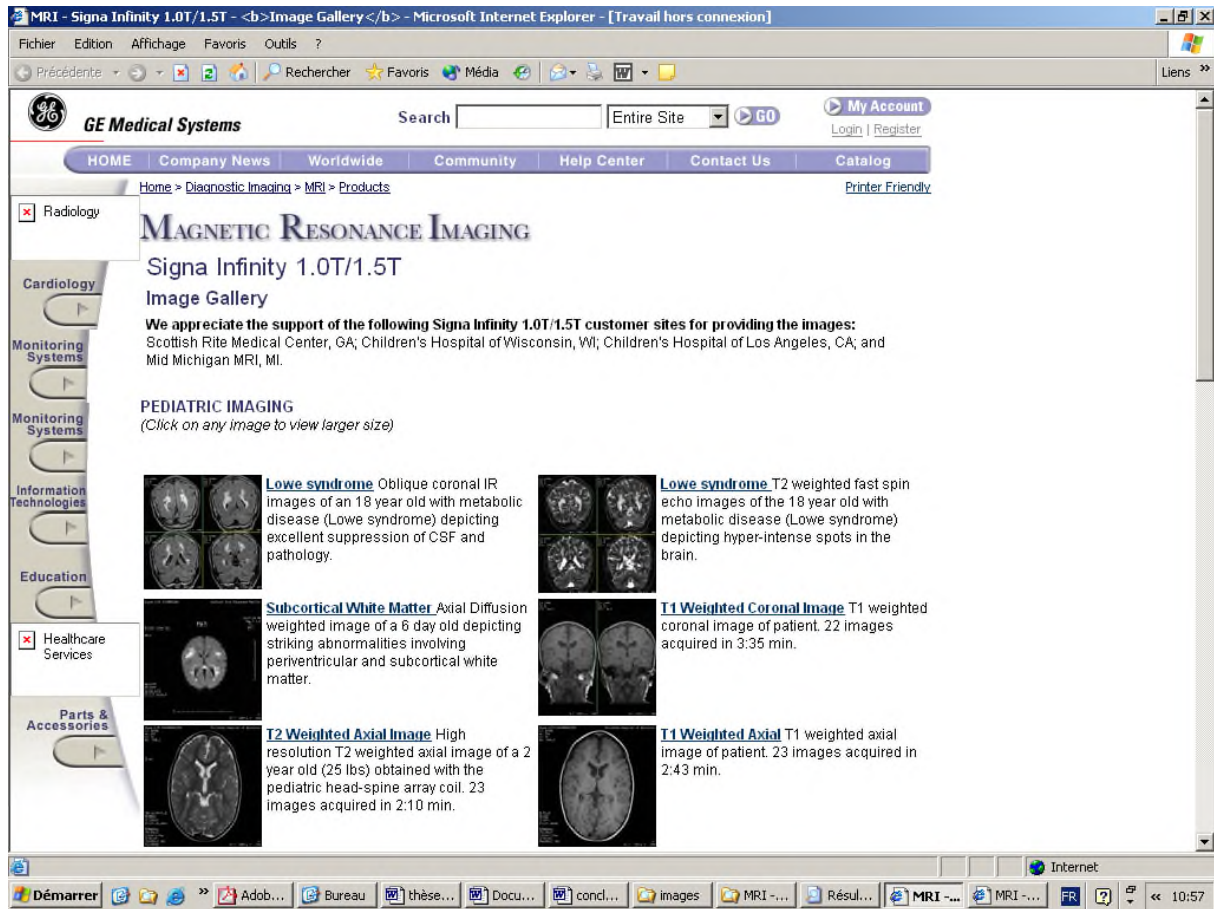 MRI - Signa Infinity 1.0T/1.5T - <b>Image Gallery</b> - Microsoft Internet Explorer - [Travail hors connexion]
Fichier Edition Affichage Favoris Outils ?
Précédente Rechercher Favoris Média Liens »
GE Medical Systems
Search Entire Site GO
My Account
Login | Register
HOME Company News Worldwide Community Help Center Contact Us Catalog
Home > Diagnostic Imaging > MRI > Products
Printer Friendly
Radiology
Cardiology
Monitoring
Systems
Monitoring
Systems
Information
Technologies
Education
Healthcare
Services
Parts &
Accessories
MAGNETIC RESONANCE IMAGING
Signa Infinity 1.0T/1.5T
Image Gallery
We appreciate the support of the following Signa Infinity 1.0T/1.5T customer sites for providing the images:
Scottish Rite Medical Center, GA; Children's Hospital of Wisconsin, WI; Children's Hospital of Los Angeles, CA; and
Mid Michigan MRI, MI.
PEDIATRIC IMAGING
(Click on any image to view larger size)
Lowe syndrome Oblique coronal IR
images of an 18 year old with metabolic
disease (Lowe syndrome) depicting
excellent suppression of CSF and
pathology.
Lowe syndrome T2
weighted fast spin
echo images of the 18 year old with
metabolic disease (Lowe syndrome)
depicting hyper-intense spots in the
brain.
Subcortical White Matter Axial Diffusion
weighted image of a 6 day old depicting
striking abnormalities involving
periventricular and subcortical white
matter.
T1 Weighted Coronal Image T1 weighted
coronal image of patient. 22 images
acquired in 3:35 min.
T2 Weighted Axial Image High
resolution T2 weighted axial image of a 2
year old (25 lbs) obtained with the
pediatric head-spine array coil. 23
images acquired in 2:10 min.
T1 Weighted Axial T1 weighted axial
image of patient. 23 images acquired in
2:43 min.
Internet
Démarrer » Adob... Bureau thèse... Docu... concl... images MRI -... Résul... MRI -... MRI -... FR ? « 10:57